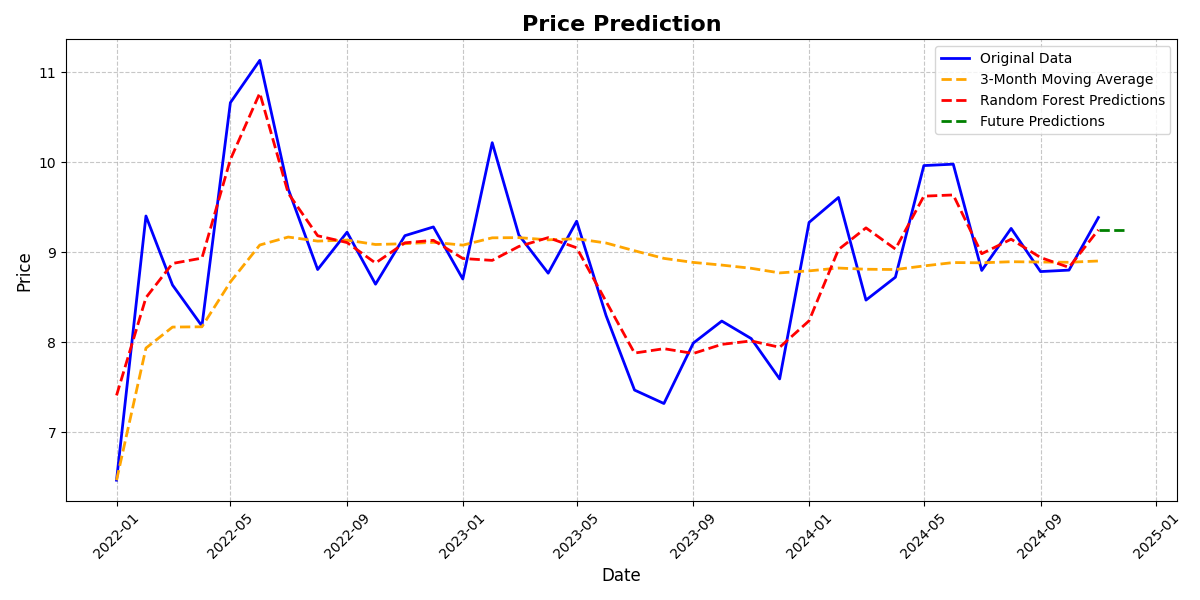 Price Prediction
Original Data
3-Month Moving Average
Random Forest Predictions
Future Predictions
Price
11
10
9
8
7
2022-01
2022-05
2022-09
2023-01
2023-05
2023-09
2024-01
2024-05
2024-09
2025-01
Date